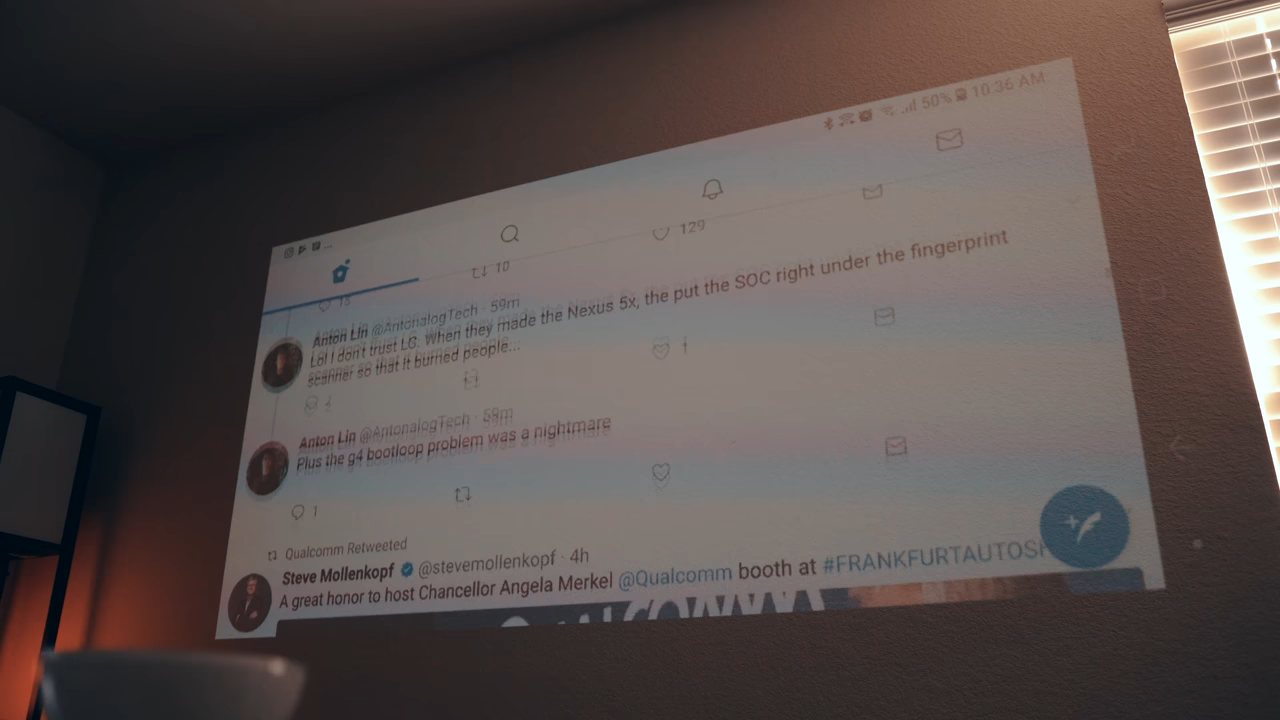 50% 10:36 AM
10
129
13
Anton Lin @AntonalogTech · 59m
Lol I don't trust LG. When they made the Nexus 5x, the put the SOC right under the fingerprint
scanner so that it burned people...
1
Anton Lin @AntonalogTech · 59m
Plus the g4 bootloop problem was a nightmare
1
Qualcomm Retweeted
Steve Mollenkopf @stevemollenkopf · 4h
A great honor to host Chancellor Angela Merkel @Qualcomm booth at #FRANKFURTAUTOSH